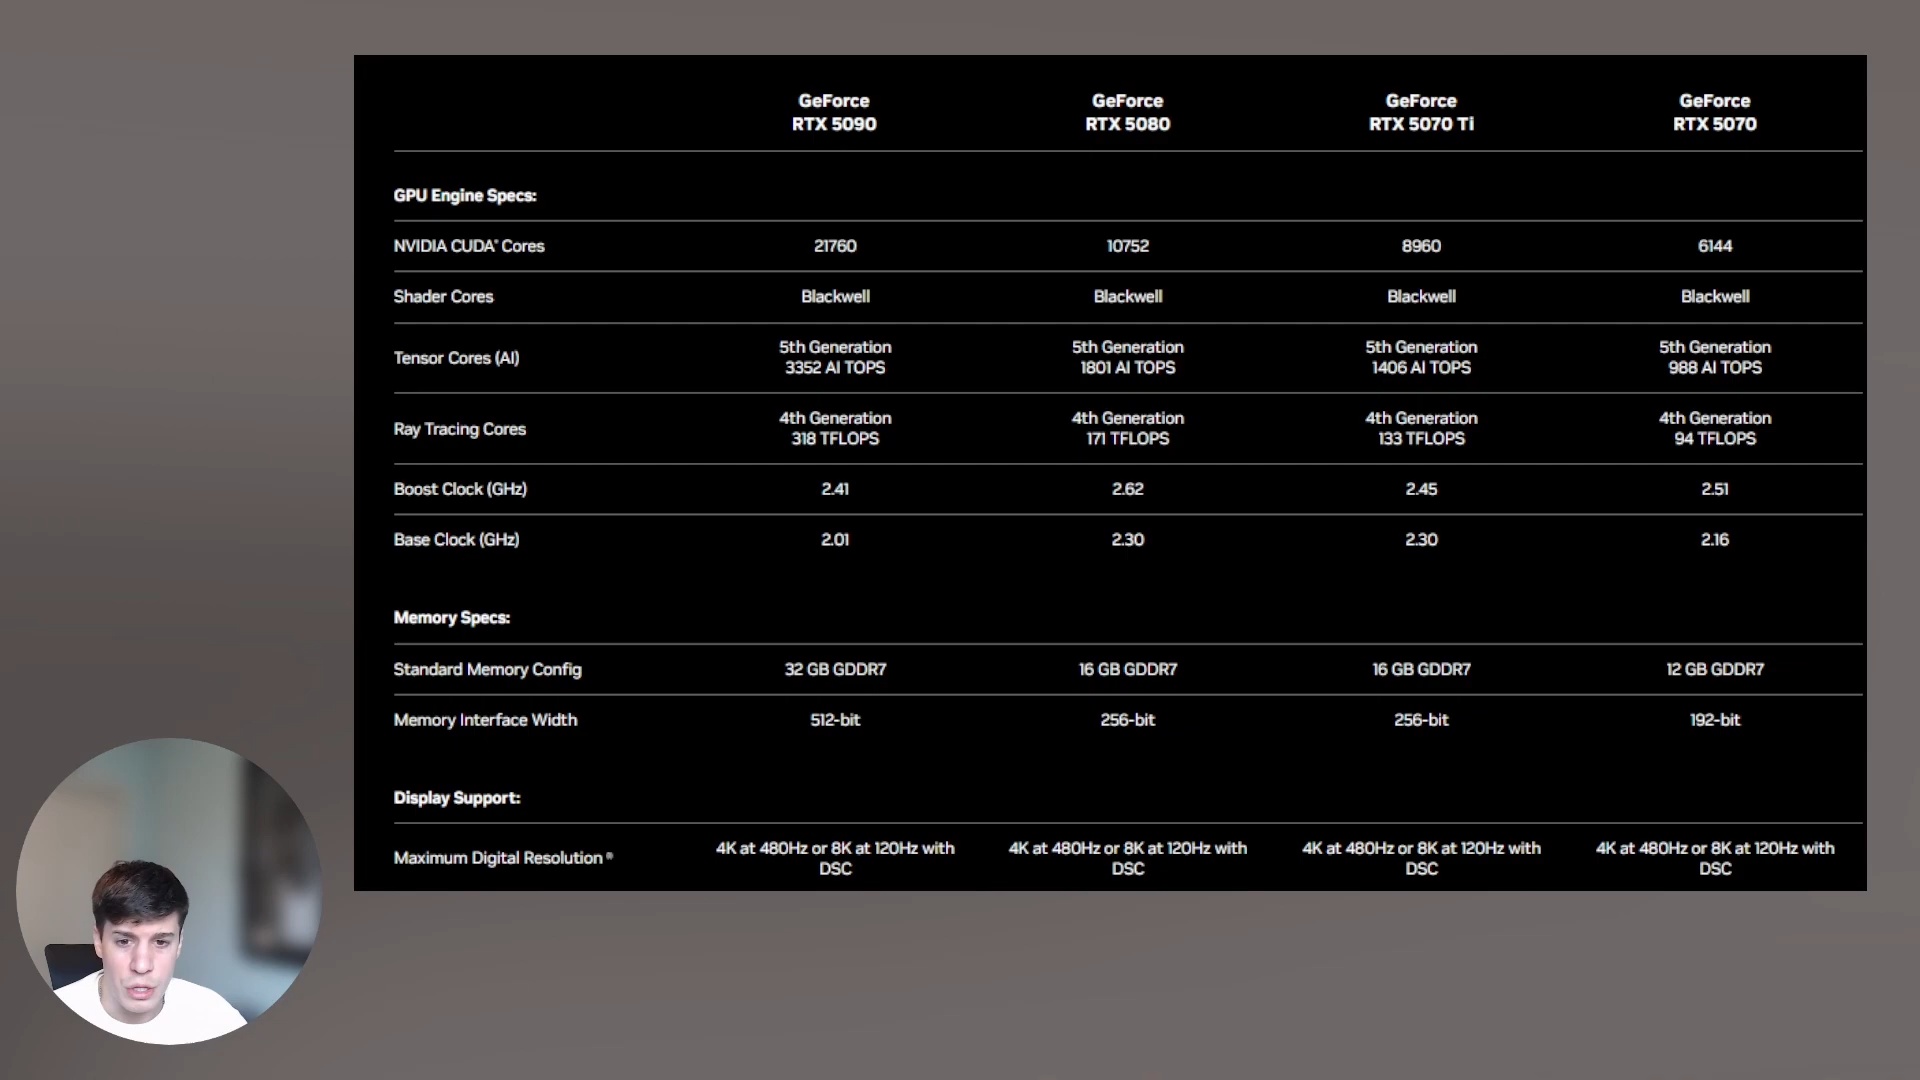 GeForce RTX 5090 GeForce RTX 5080 GeForce RTX 5070 Ti GeForce RTX 5070
GPU Engine Specs:
NVIDIA CUDA® Cores 21760 10752 8960 6144
Shader Cores Blackwell Blackwell Blackwell Blackwell
Tensor Cores (AI) 5th Generation 3352 AI TOPS 5th Generation 1801 AI TOPS 5th Generation 1406 AI TOPS 5th Generation 988 AI TOPS
Ray Tracing Cores 4th Generation 318 TFLOPS 4th Generation 171 TFLOPS 4th Generation 133 TFLOPS 4th Generation 94 TFLOPS
Boost Clock (GHz) 2.41 2.62 2.45 2.51
Base Clock (GHz) 2.01 2.30 2.30 2.16
Memory Specs:
Standard Memory Config 32 GB GDDR7 16 GB GDDR7 16 GB GDDR7 12 GB GDDR7
Memory Interface Width 512-bit 256-bit 256-bit 192-bit
Display Support:
Maximum Digital Resolution 4K at 480Hz or 8K at 120Hz with DSC 4K at 480Hz or 8K at 120Hz with DSC 4K at 480Hz or 8K at 120Hz with DSC 4K at 480Hz or 8K at 120Hz with DSC